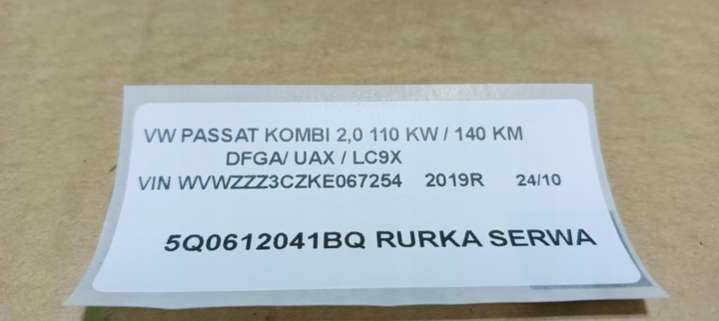 VW PASSAT KOMBI 2,0 110 KW / 140 KM
DFGA/ UAX / LC9X
VIN WVWZZZ3CZKE067254 2019R 24/10
5Q0612041BQ RURKA SERWA